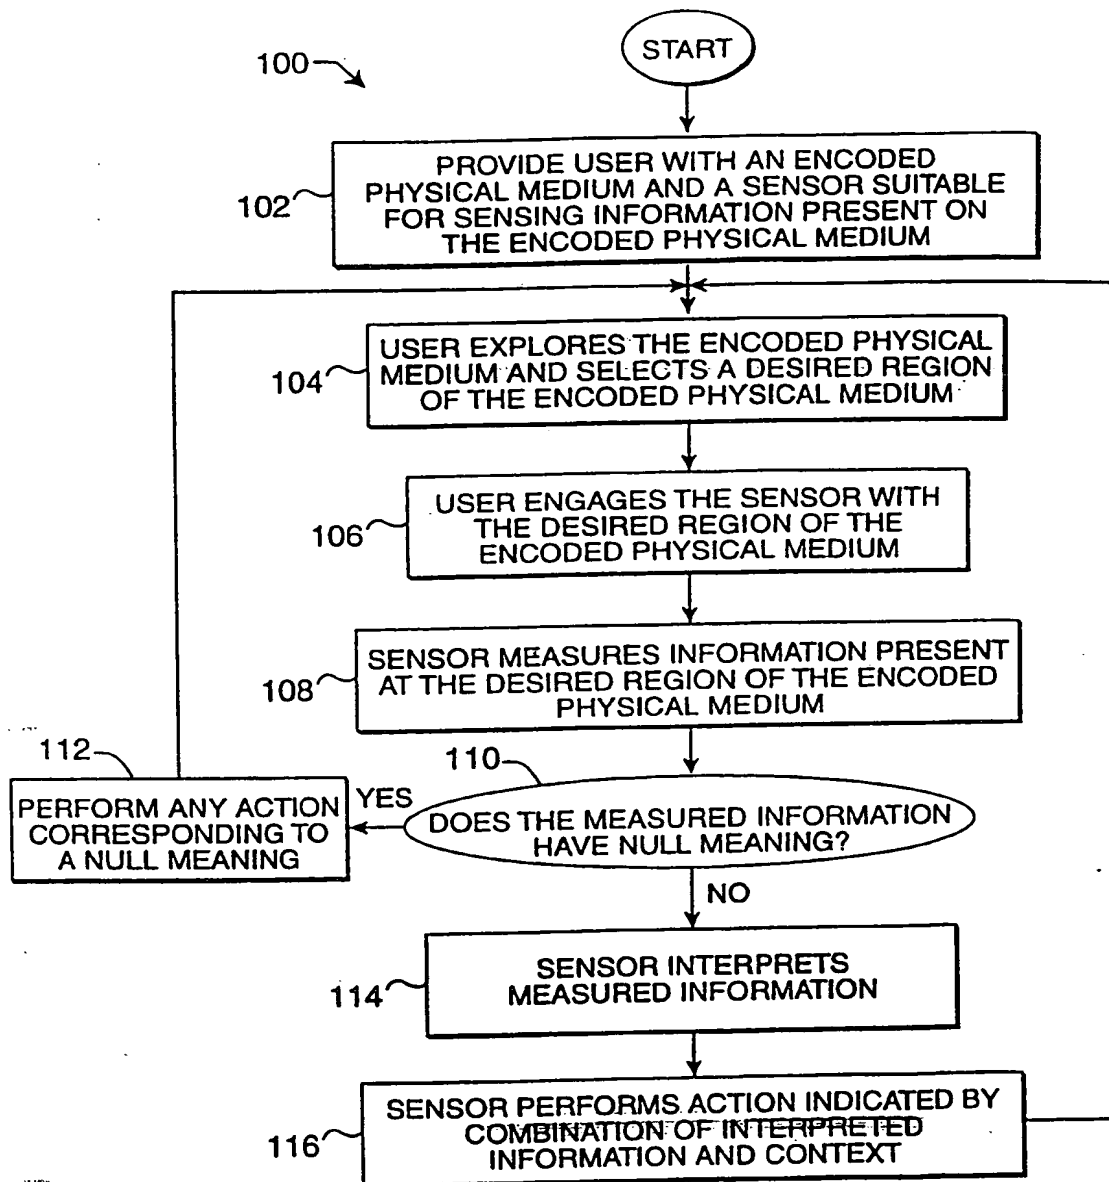 START
100
PROVIDE USER WITH AN ENCODED
PHYSICAL MEDIUM AND A SENSOR SUITABLE
FOR SENSING INFORMATION PRESENT ON
THE ENCODED PHYSICAL MEDIUM
102
USER EXPLORES THE ENCODED PHYSICAL
MEDIUM AND SELECTS A DESIRED REGION
OF THE ENCODED PHYSICAL MEDIUM
104
USER ENGAGES THE SENSOR WITH
THE DESIRED REGION OF THE
ENCODED PHYSICAL MEDIUM
106
SENSOR MEASURES INFORMATION PRESENT
AT THE DESIRED REGION OF THE ENCODED
PHYSICAL MEDIUM
108
112
110
PERFORM ANY ACTION
CORRESPONDING TO
A NULL MEANING
YES
DOES THE MEASURED INFORMATION
HAVE NULL MEANING?
NO
SENSOR INTERPRETS
MEASURED INFORMATION
114
SENSOR PERFORMS ACTION INDICATED BY
COMBINATION OF INTERPRETED
INFORMATION AND CONTEXT
116